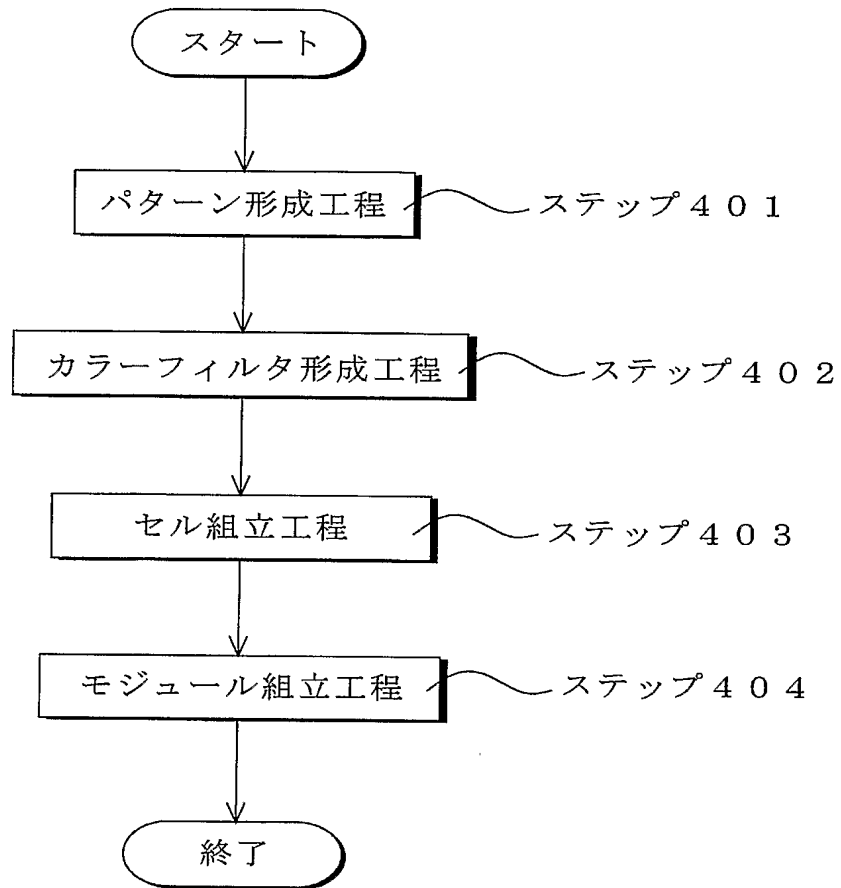 スタート
パターン形成工程
ステップ４０１
カラーフィルタ形成工程
ステップ４０２
セル組立工程
ステップ４０３
モジュール組立工程
ステップ４０４
終了